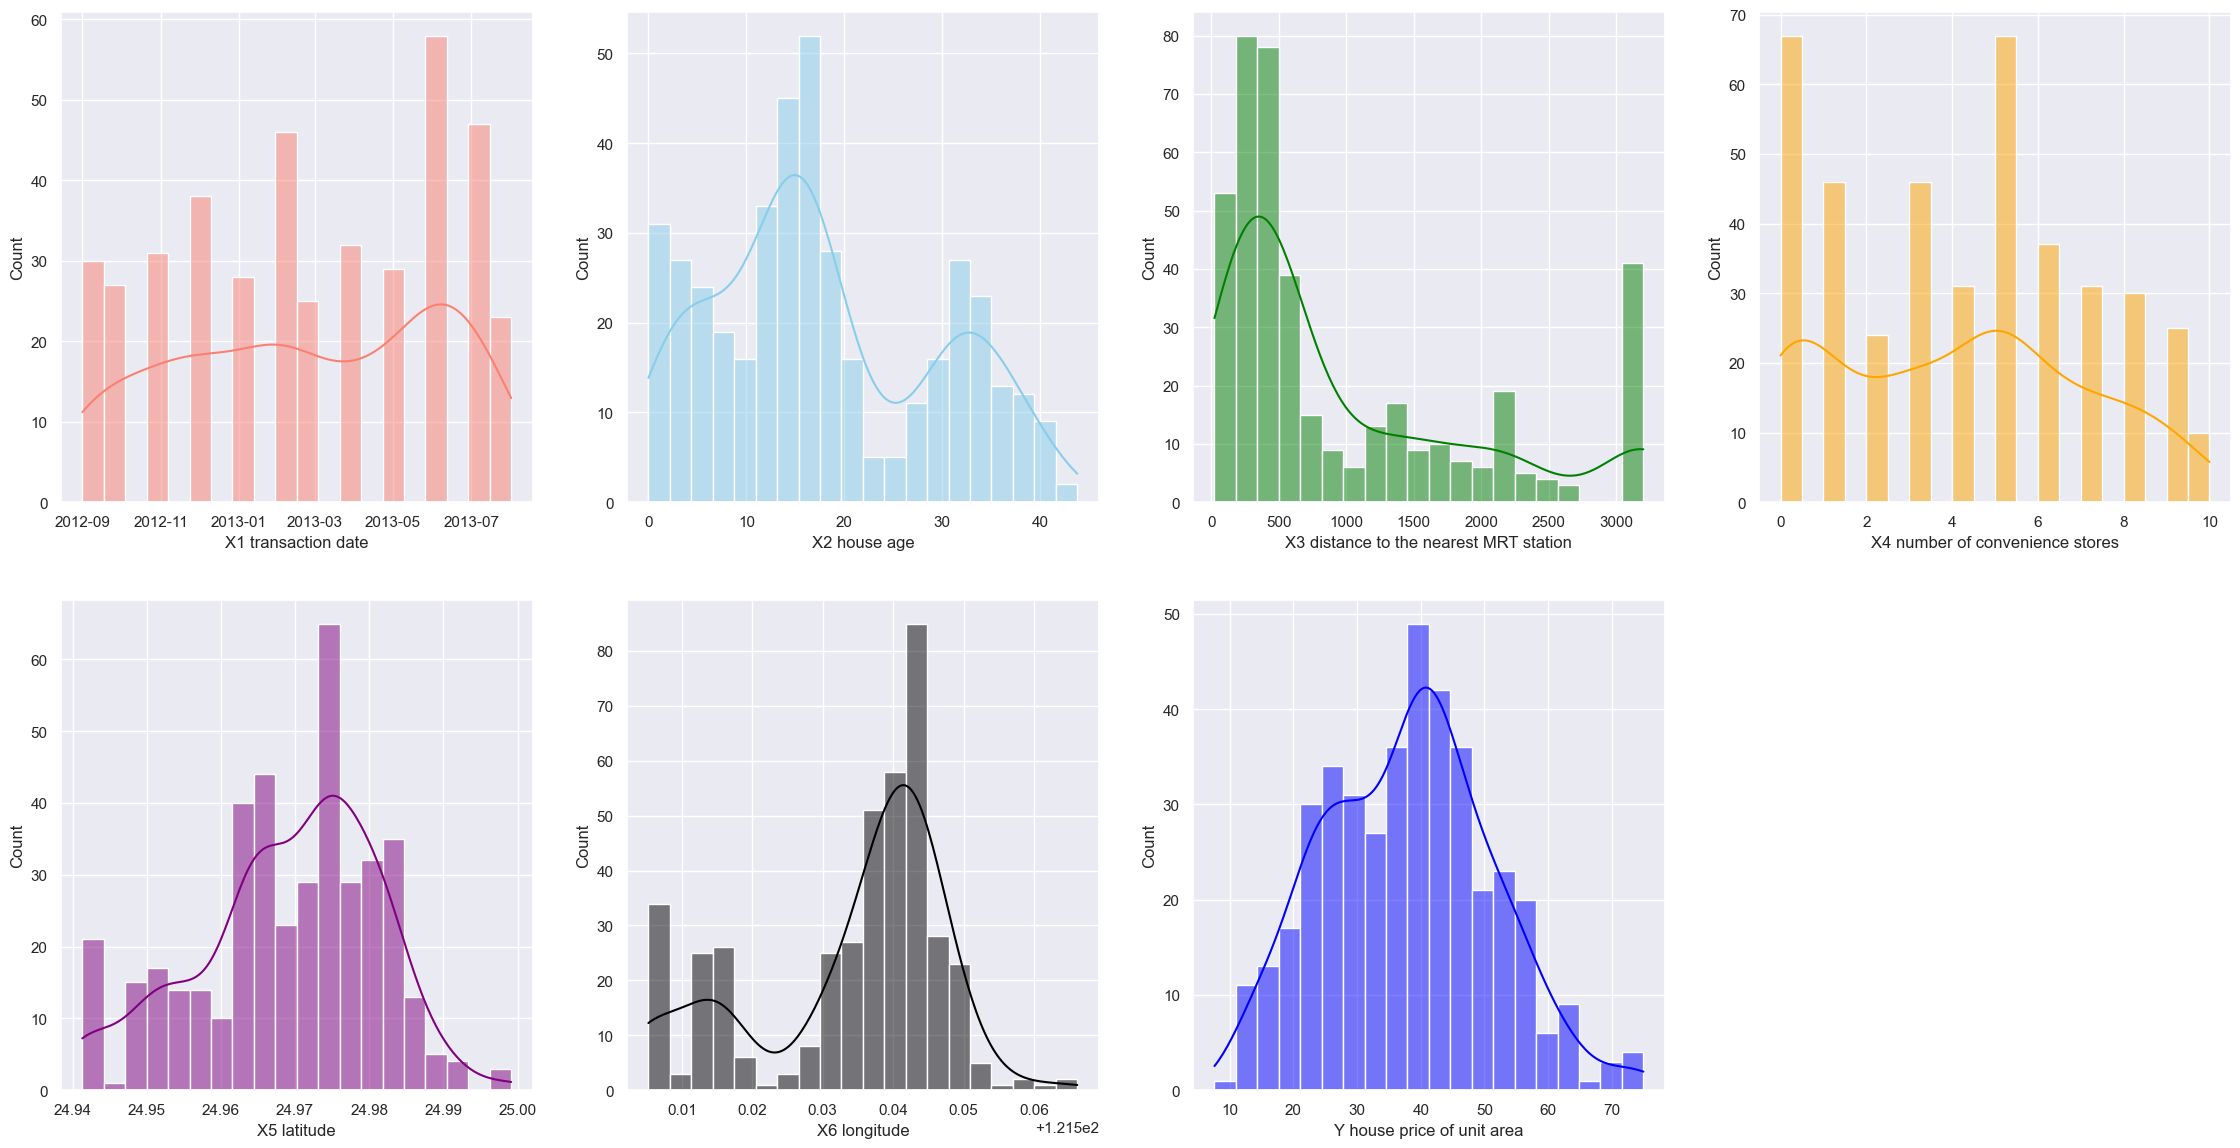 60
50
40
30
20
10
0
Count
2012-09 2012-11 2013-01 2013-03 2013-05 2013-07
X1 transaction date
50
40
30
20
10
0
Count
0 10 20 30 40
X2 house age
80
70
60
50
40
30
20
10
0
Count
0 500 1000 1500 2000 2500 3000
X3 distance to the nearest MRT station
70
60
50
40
30
20
10
0
Count
0 2 4 6 8 10
X4 number of convenience stores
60
50
40
30
20
10
0
Count
24.94 24.95 24.96 24.97 24.98 24.99 25.00
X5 latitude
80
70
60
50
40
30
20
10
0
Count
0.01 0.02 0.03 0.04 0.05 0.06
X6 longitude
+1.215e2
50
40
30
20
10
0
Count
10 20 30 40 50 60 70
Y house price of unit area